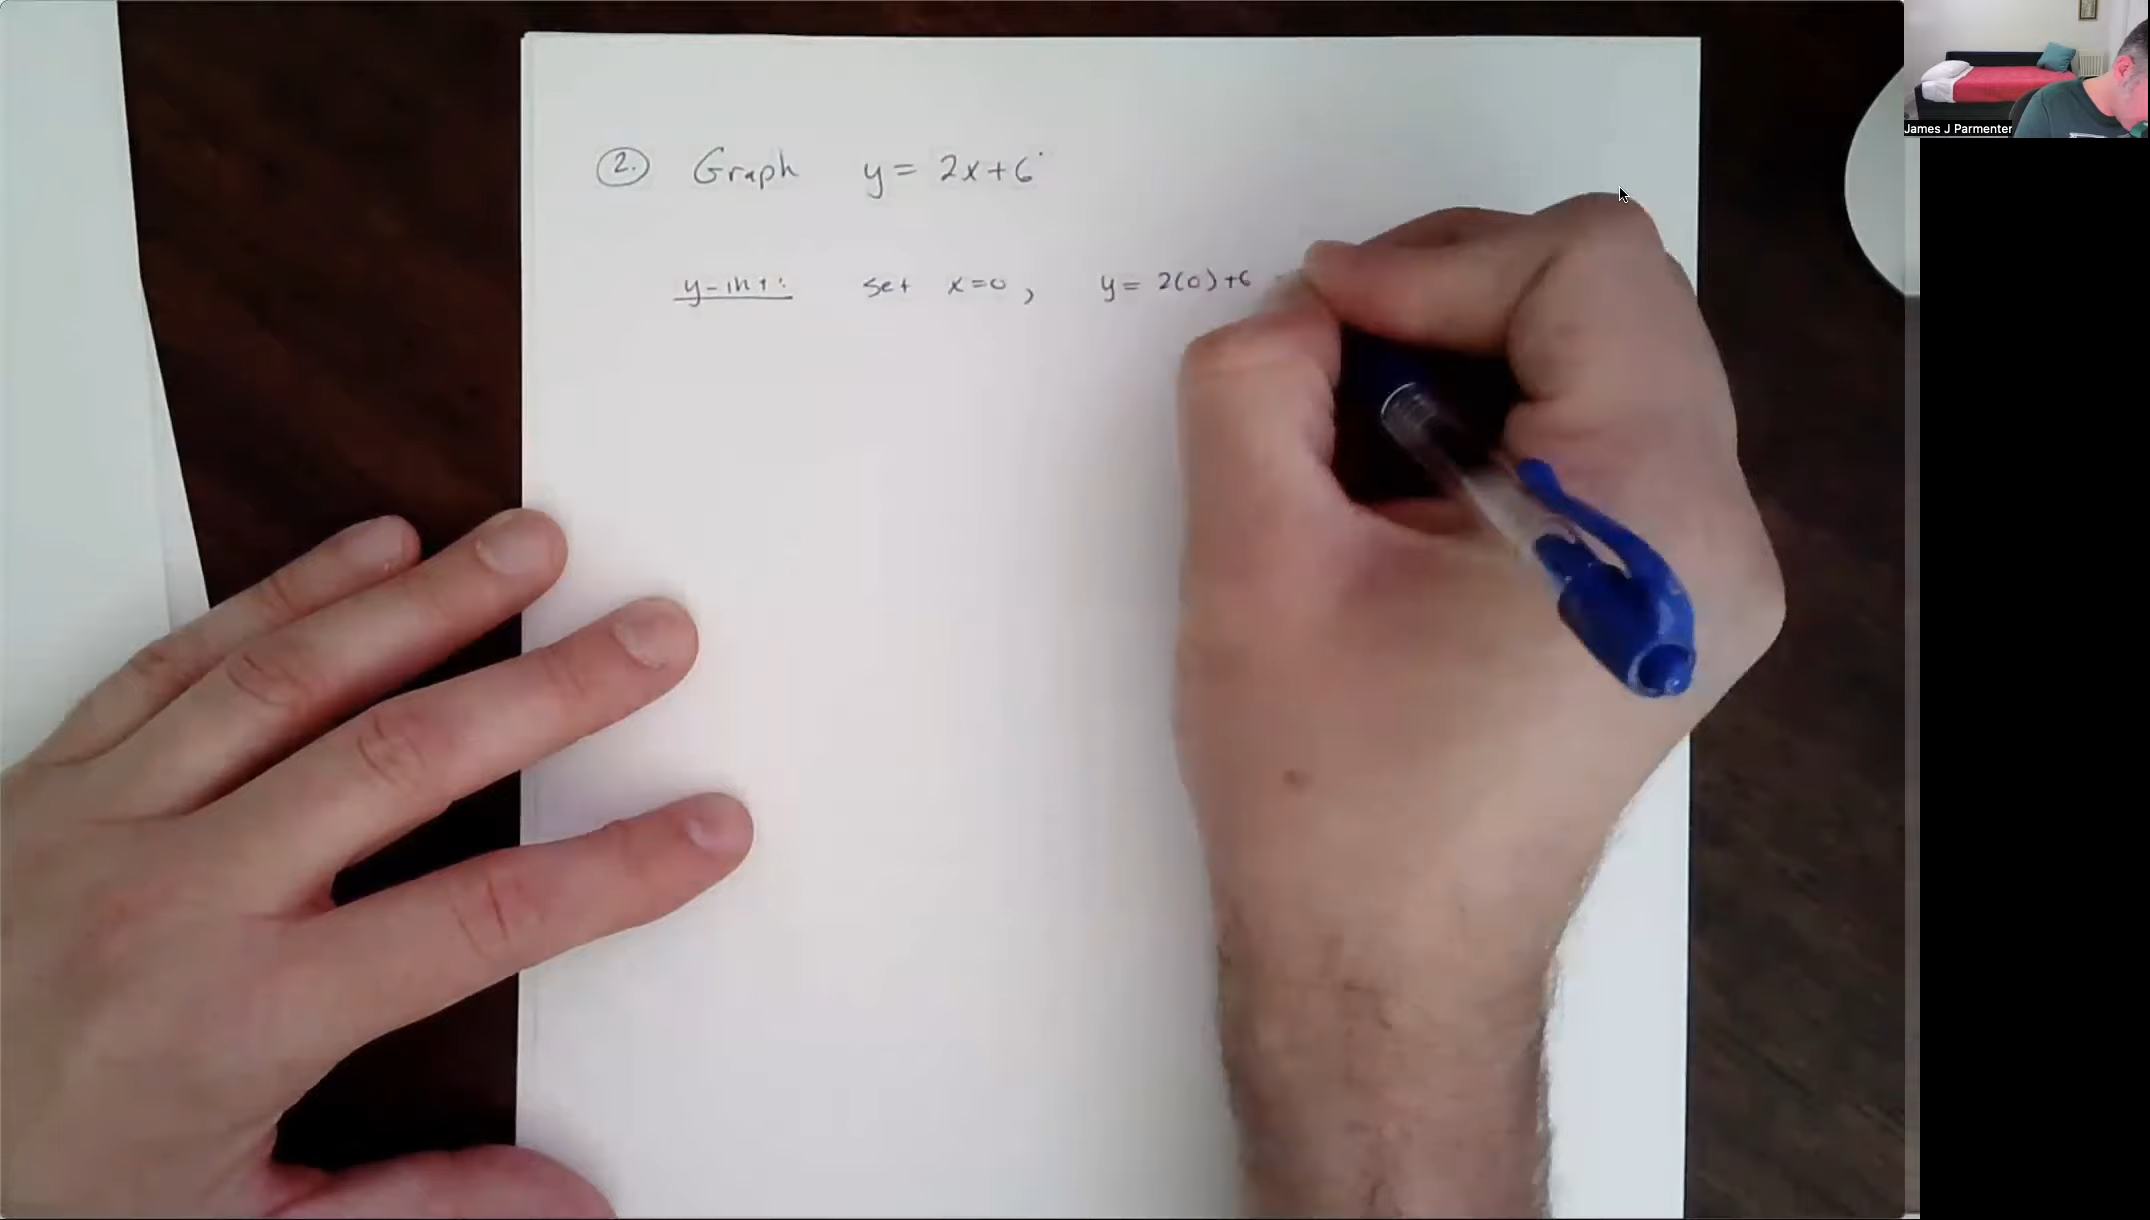 James J Parmenter
2. Graph y = 2x+6
y-int: set x=0, y= 2(0)+6